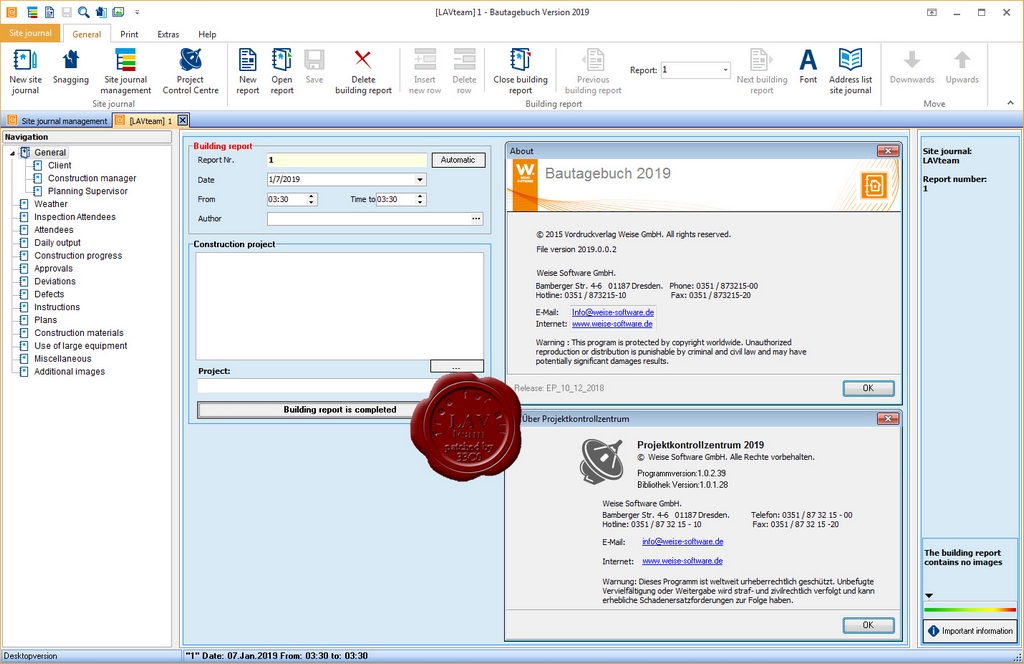 [LAVteam] 1 - Bautagebuch Version 2019
Site journal
General
Print
Extras
Help
New site journal
Snagging
Site journal management
Project Control Centre
Site journal
New report
Open report
Save
Delete building report
Insert new row
Delete row
Close building report
Previous building report
Report: 1
Next building report
Font
Address list site journal
Building report
Downwards
Upwards
Move
Site journal management
[LAVteam] 1
Navigation
General
Client
Construction manager
Planning Supervisor
Weather
Inspection Attendees
Attendees
Daily output
Construction progress
Approvals
Deviations
Defects
Instructions
Plans
Construction materials
Use of large equipment
Miscellaneous
Additional images
Building report
Report Nr. 1
Automatic
Date 1/7/2019
From 03:30 Time to 03:30
Author ...
Construction project
...
Project:
Building report is completed
LAV
team
patched by
About
W.
Bautagebuch 2019
© 2015 Vordruckverlag Weise GmbH. All rights reserved.
File version 2019.0.0.2
Weise Software GmbH.
Bamberger Str. 4-6 01187 Dresden. Phone: 0351 / 873215-00
Hotline: 0351 / 873215-10 Fax: 0351 / 873215-20
E-Mail: Info@weise-software.de
Internet: www.weise-software.de
Warning : This program is protected by copyright worldwide. Unauthorized
reproduction or distribution is punishable by criminal and civil law and may have
potentially significant damages results.
Release: EP_10_12_2018
OK
Über Projektkontrollzentrum
Projektkontrollzentrum 2019
© Weise Software GmbH. Alle Rechte vorbehalten.
Programmversion:1.0.2.39
Bibliothek Version:1.0.1.28
Weise Software GmbH.
Bamberger Str. 4-6 01187 Dresden. Telefon: 0351 / 87 32 15 - 00
Hotline: 0351 / 87 32 15 - 10 Fax: 0351 / 87 32 15 -20
E-Mail: info@weise-software.de
Internet: www.weise-software.de
Warnung: Dieses Programm ist weltweit urheberrechtlich geschützt. Unbefugte
Vervielfältigung oder Weitergabe wird straf- und zivilrechtlich verfolgt und kann
erhebliche Schadenersatzforderungen zur Folge haben.
OK
Site journal:
LAVteam
Report number:
1
The building report
contains no images
Important information
Desktopversion
"1" Date: 07.Jan.2019 From: 03:30 to: 03:30